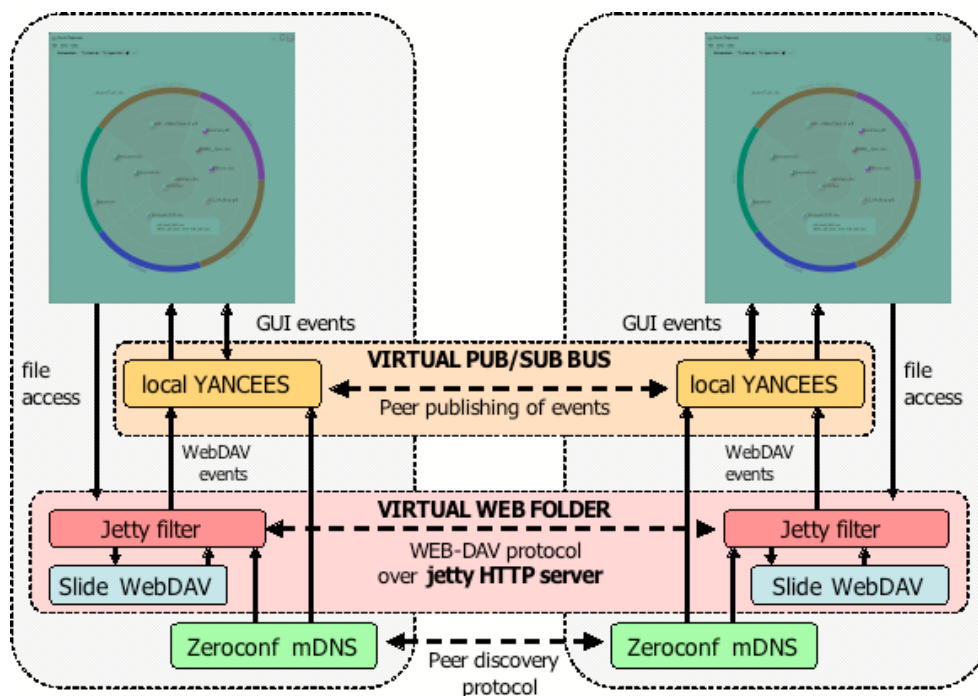 GUI events
GUI events
VIRTUAL PUB/SUB BUS
file
access
local YANCEES
local YANCEES
file
access
Peer publishing of events
WebDAV
events
WebDAV
events
VIRTUAL WEB FOLDER
Jetty filter
Jetty filter
WEB-DAV protocol
over jetty HTTP server
Slide WebDAV
Slide WebDAV
Zeroconf mDNS
Zeroconf mDNS
Peer discovery
protocol